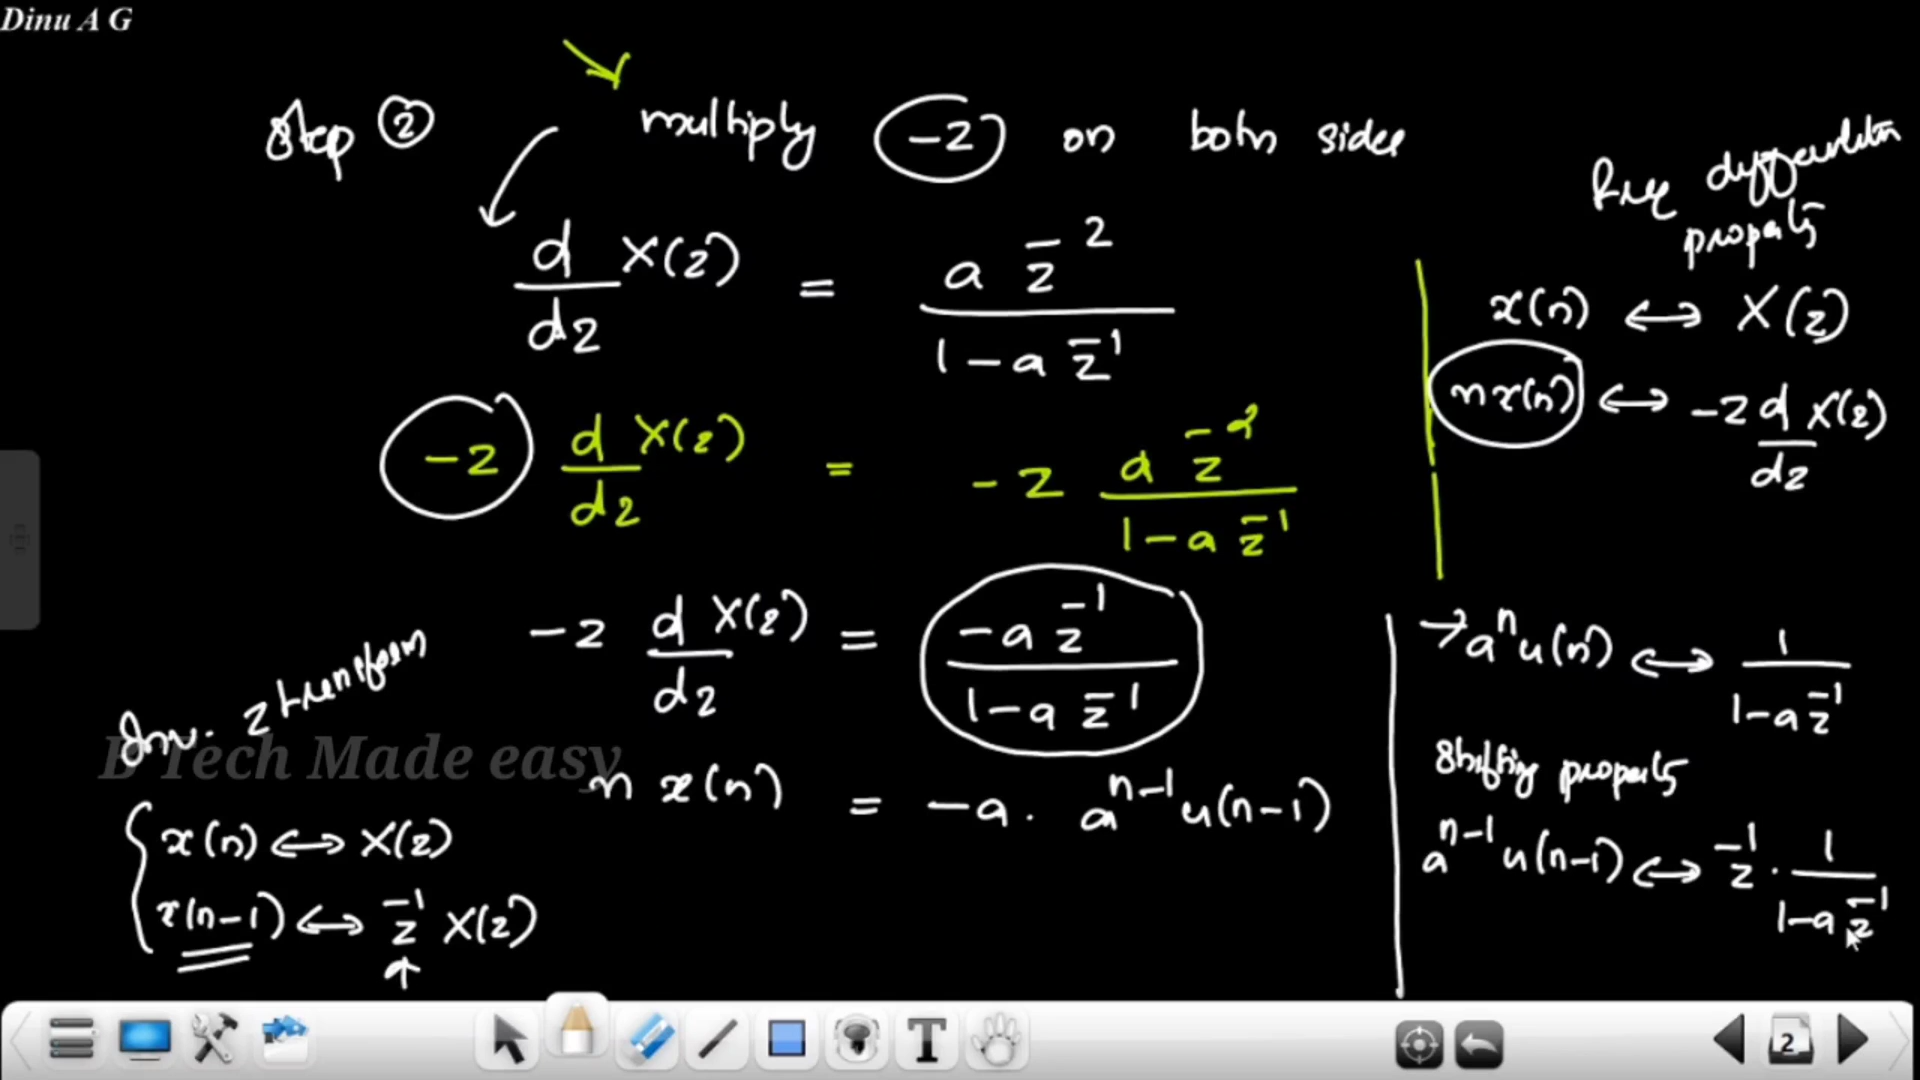 Dinu A G
Step ② multiply -z on both sides
d/dz X(z) = a z^-2 / 1 - a z^-1
-z d/dz X(z) = -z a z^-2 / 1 - a z^-1
-z d/dz X(z) = -a z^-1 / 1 - a z^-1
Inv. z transform
B Tech Made easy
n x(n) = -a. a^n-1 u(n-1)
x(n) ↔ X(z)
x(n-1) ↔ z^-1 X(z)
property
x(n) ↔ X(z)
n x(n) ↔ -z d/dz X(z)
→ a^n u(n) ↔ 1 / 1 - a z^-1
Shifting property
a^n-1 u(n-1) ↔ z^-1 . 1 / 1 - a z^-1
T
2